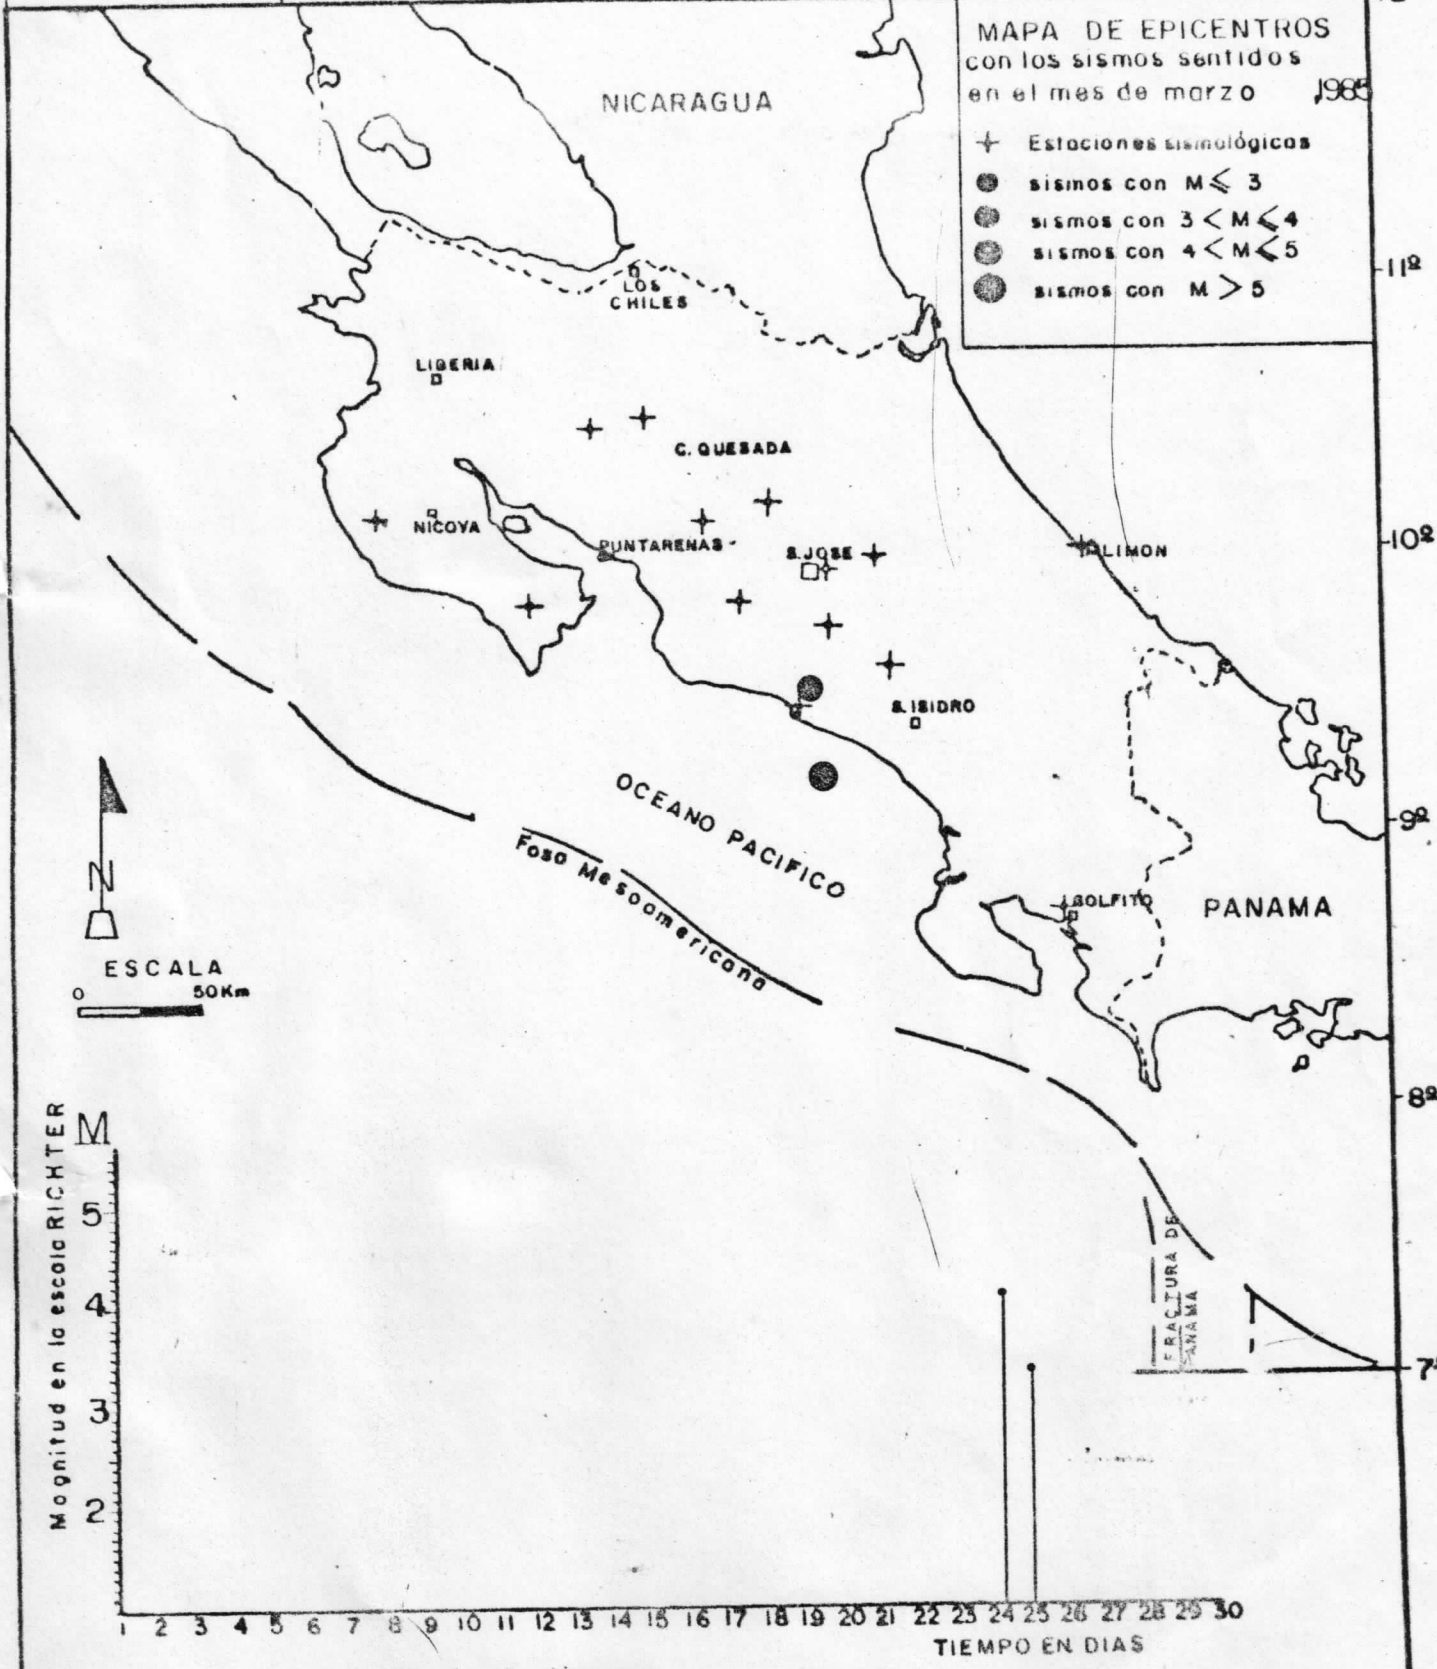 MAPA DE EPICENTROS
con los sismos sentidos
en el mes de marzo 1985
Estaciones sismológicas
sismos con M ≤ 3
sismos con 3 < M ≤ 4
sismos con 4 < M ≤ 5
sismos con M > 5
NICARAGUA
LOS
CHILES
11º
LIBERIA
C. QUESADA
NICOYA
PUNTARENAS
S. JOSE
LIMON
10º
S. ISIDRO
OCEANO PACIFICO
9º
Fosa Mesoamericana
GOLFITO
PANAMA
N
ESCALA
0 50Km
8º
Magnitud en la escala RICHTER
M
5
4
3
2
FRACTURA DE
PANAMA
7º
1 2 3 4 5 6 7 8 9 10 11 12 13 14 15 16 17 18 19 20 21 22 23 24 25 26 27 28 29 30
TIEMPO EN DIAS